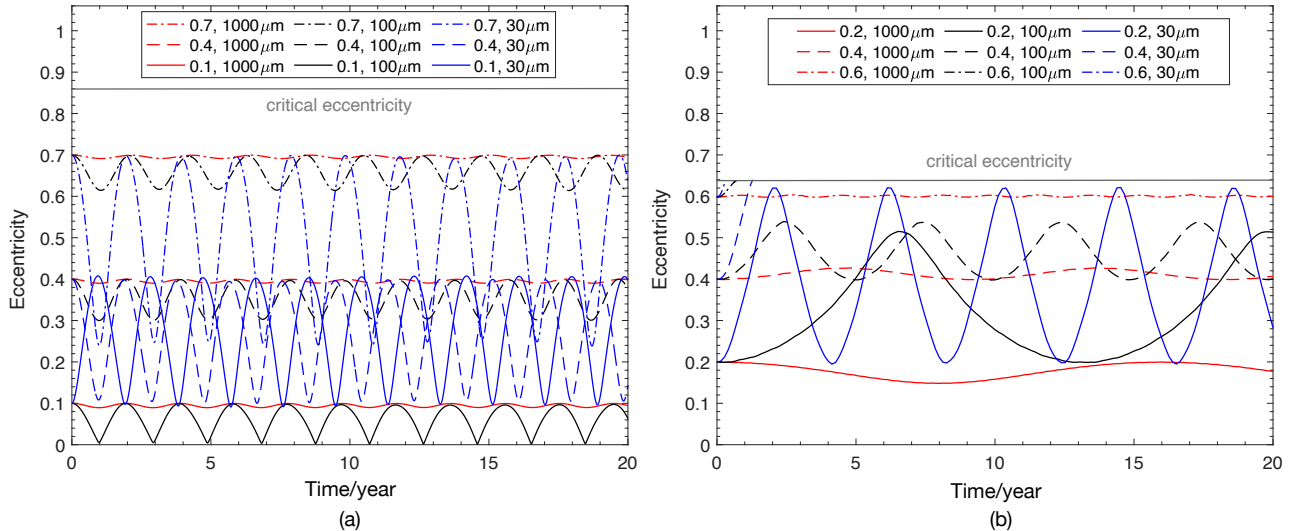 0.7, 1000μm 0.7, 100μm 0.7, 30μm
0.4, 1000μm 0.4, 100μm 0.4, 30μm
0.1, 1000μm 0.1, 100μm 0.1, 30μm
critical eccentricity
1
0.9
0.8
0.7
0.6
0.5
0.4
0.3
0.2
0.1
0
Eccentricity
0 5 10 15 20
Time/year
(a)
0.2, 1000μm 0.2, 100μm 0.2, 30μm
0.4, 1000μm 0.4, 100μm 0.4, 30μm
0.6, 1000μm 0.6, 100μm 0.6, 30μm
critical eccentricity
1
0.9
0.8
0.7
0.6
0.5
0.4
0.3
0.2
0.1
0
Eccentricity
0 5 10 15 20
Time/year
(b)